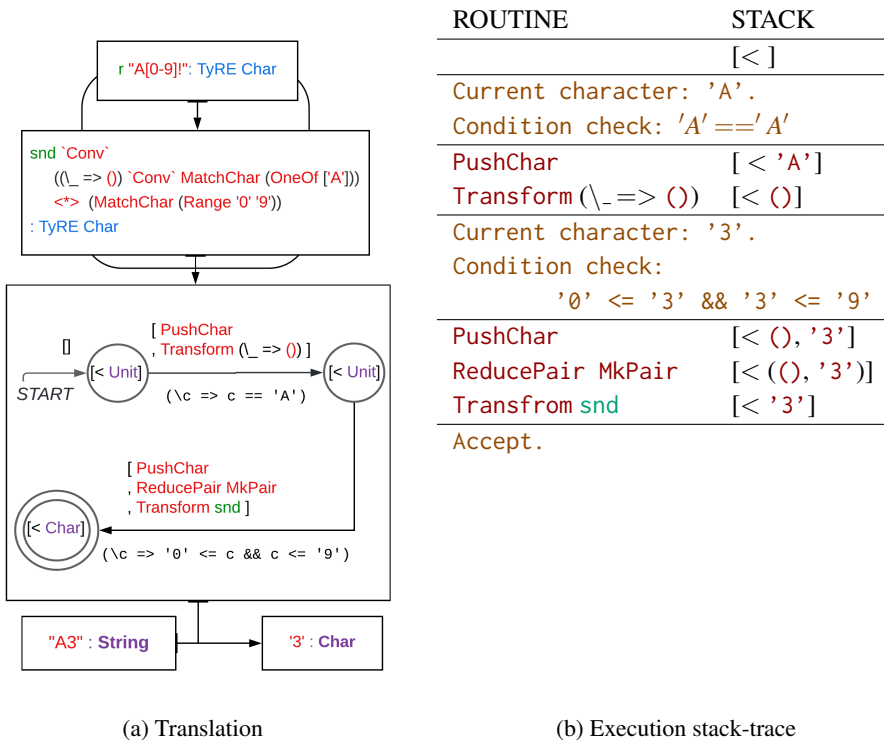 r "A[0-9]!": TyRE Char
snd `Conv`
((\_ => ()) `Conv` MatchChar (OneOf ['A']))
<*> (MatchChar (Range '0' '9'))
: TyRE Char
[]
START
[< Unit]
[ PushChar
, Transform (\_ => ()) ]
(\c => c == 'A')
[< Unit]
[ PushChar
, ReducePair MkPair
, Transform snd ]
(\c => '0' <= c && c <= '9')
[< Char]
"A3" : String
'3' : Char
(a) Translation
ROUTINE STACK
[< ]
Current character: 'A'.
Condition check: 'A' ==' A'
PushChar [ < 'A']
Transform (\_ => ()) [< ()]
Current character: '3'.
Condition check:
'0' <= '3' && '3' <= '9'
PushChar [< (), '3']
ReducePair MkPair [< ((), '3')]
Transfrom snd [< '3']
Accept.
(b) Execution stack-trace